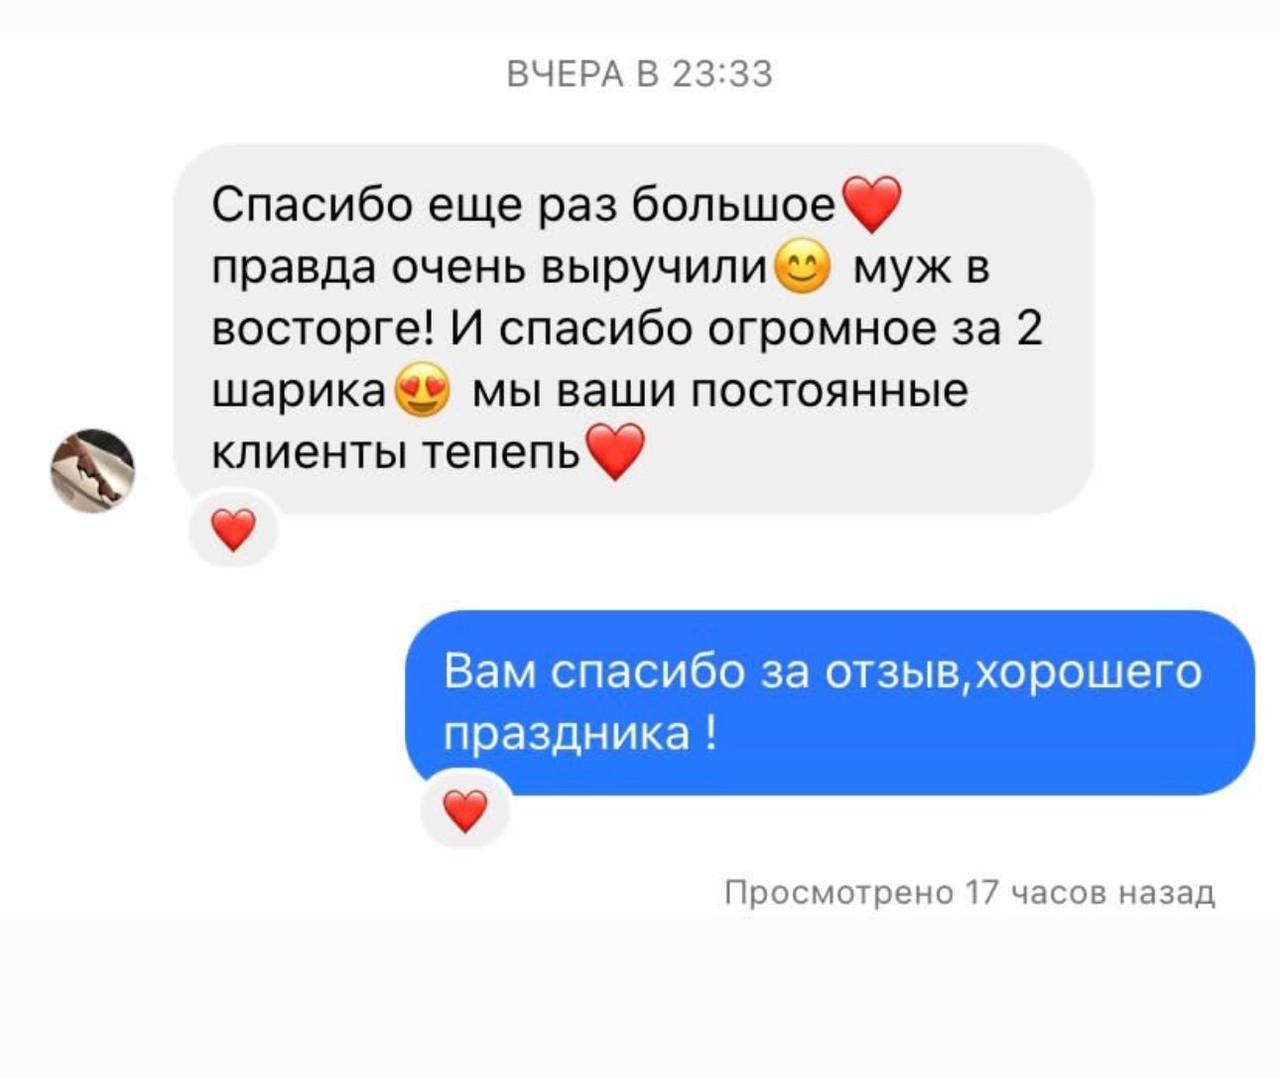 ВЧЕРА В 23:33
Спасибо еще раз большое❤️
правда очень выручили😊 муж в
восторге! И спасибо огромное за 2
шарика😍 мы ваши постоянные
клиенты тепепь❤️
❤️
Вам спасибо за отзыв,хорошего
праздника !
❤️
Просмотрено 17 часов назад